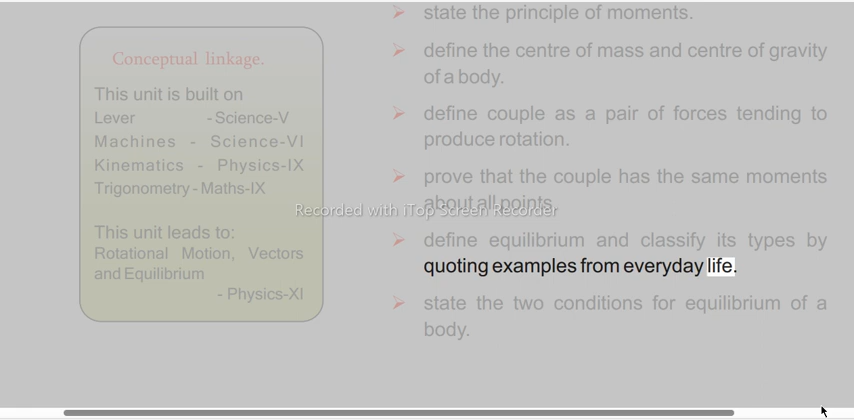 Conceptual linkage.
This unit is built on
Lever - Science-V
Machines - Science-VI
Kinematics - Physics-IX
Trigonometry - Maths-IX
This unit leads to:
Rotational Motion, Vectors
and Equilibrium
- Physics-XI
state the principle of moments.
define the centre of mass and centre of gravity
of a body.
define couple as a pair of forces tending to
produce rotation.
prove that the couple has the same moments
about all points.
Recorded with iTop Screen Recorder
define equilibrium and classify its types by
quoting examples from everyday life.
state the two conditions for equilibrium of a
body.